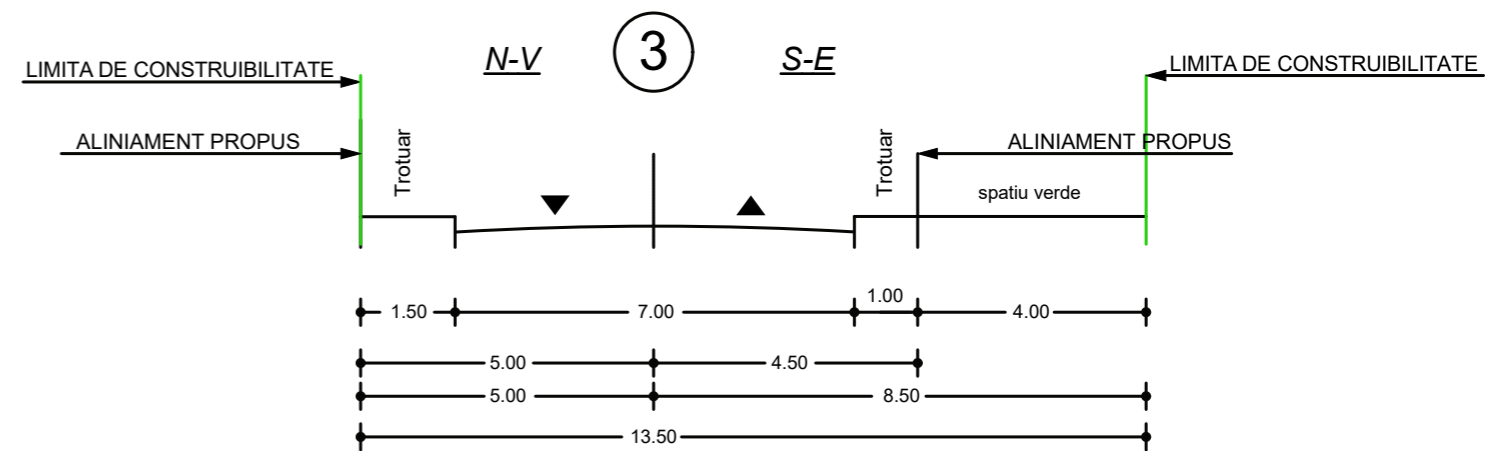 N-V
3
S-E
LIMITA DE CONSTRUIBILITATE
LIMITA DE CONSTRUIBILITATE
ALINIAMENT PROPUS
Trotuar
Trotuar
ALINIAMENT PROPUS
spatiu verde
1.50
7.00
1.00
4.00
5.00
4.50
5.00
8.50
13.50